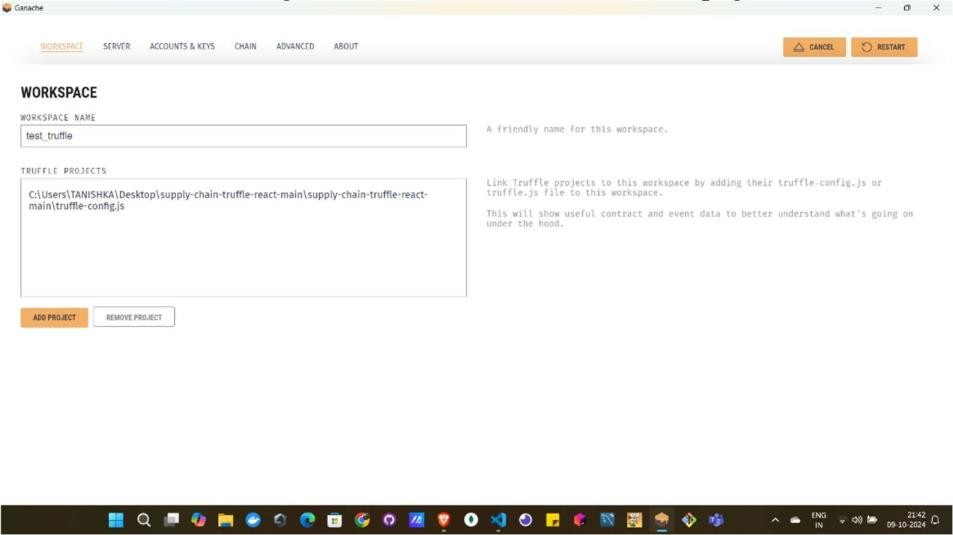 Ganache
WORKSPACE SERVER ACCOUNTS & KEYS CHAIN ADVANCED ABOUT
CANCEL RESTART
WORKSPACE
WORKSPACE NAME
test_truffle
A friendly name for this workspace.
TRUFFLE PROJECTS
C:\Users\TANISHKA\Desktop\supply-chain-truffle-react-main\supply-chain-truffle-react-
main\truffle-config.js
Link Truffle projects to this workspace by adding their truffle-config.js or
truffle.js file to this workspace.
This will show useful contract and event data to better understand what's going on
under the hood.
ADD PROJECT REMOVE PROJECT
ENG
IN
21:42
09-10-2024